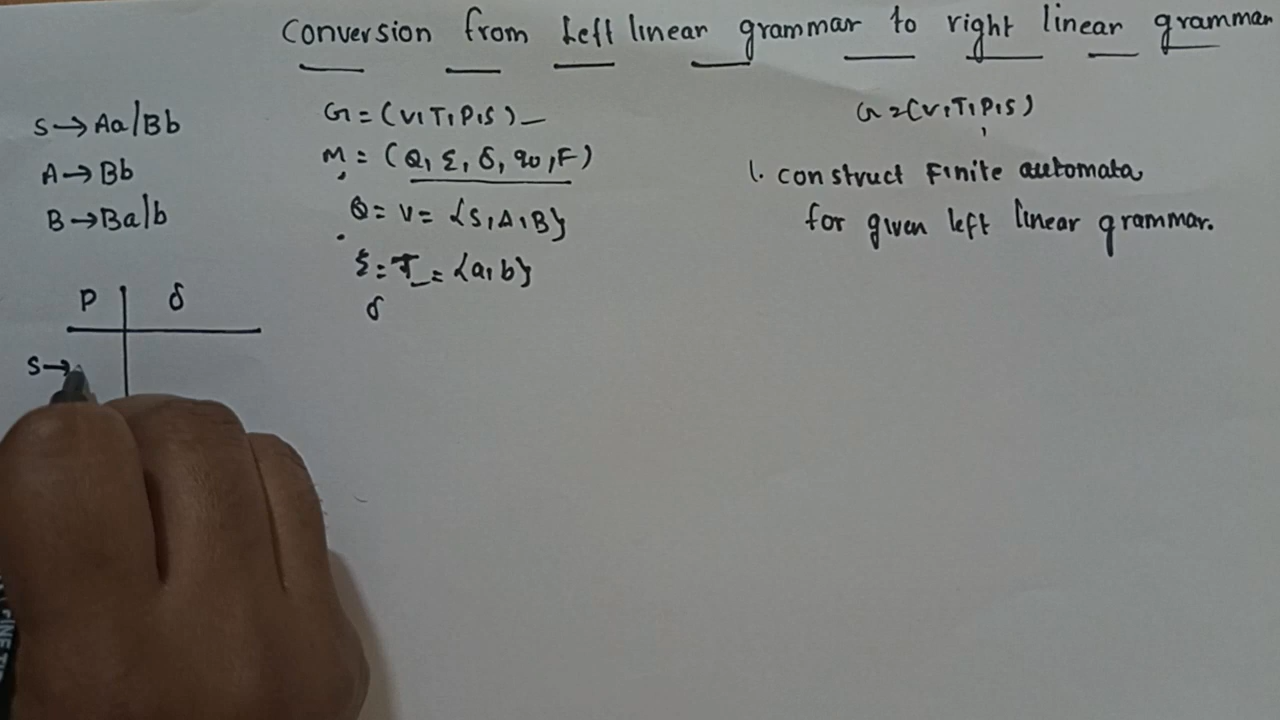 Conversion from Left linear grammar to right linear grammar
S→Aa/Bb
A→Bb
B→Ba/b
G=(V,T,P,S)
M=(Q,Σ,δ,q0,F)
Q=V={S,A,B}
Σ=T={a,b}
δ
P δ
S→
G=(V,T,P,S)
1. construct Finite automata
for given left linear grammar.